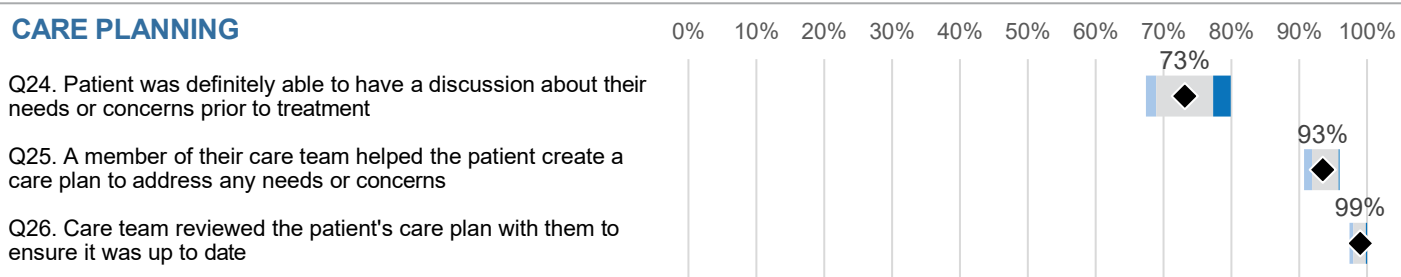 CARE PLANNING
0% 10% 20% 30% 40% 50% 60% 70% 80% 90% 100%
73%
Q24. Patient was definitely able to have a discussion about their
needs or concerns prior to treatment
93%
Q25. A member of their care team helped the patient create a
care plan to address any needs or concerns
99%
Q26. Care team reviewed the patient's care plan with them to
ensure it was up to date